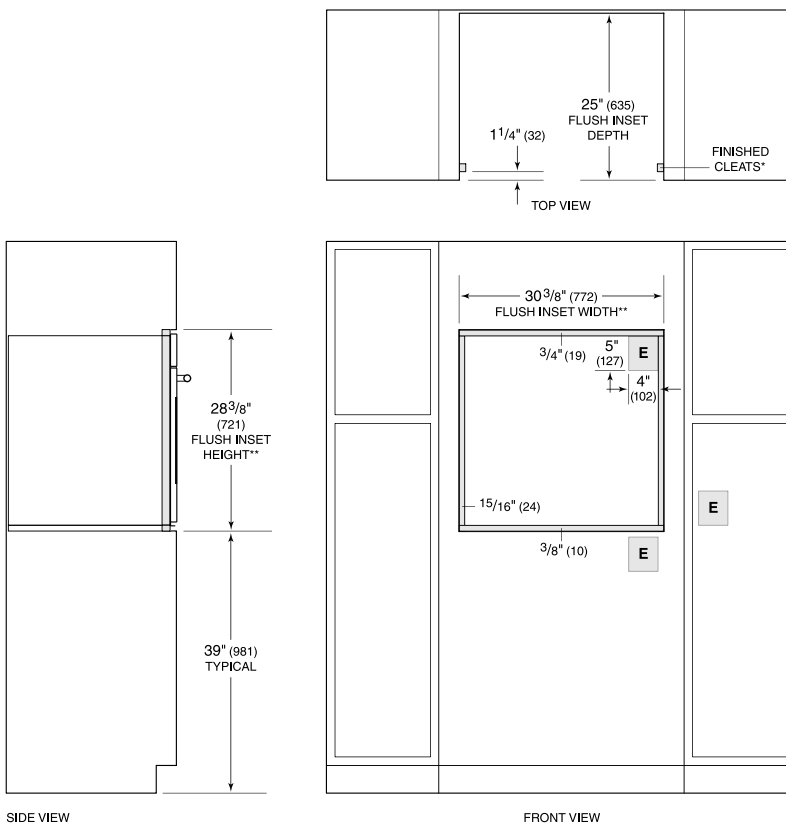 25" (635)
FLUSH INSET
DEPTH
1 1/4" (32)
FINISHED
CLEATS*
TOP VIEW
30 3/8" (772)
FLUSH INSET WIDTH**
3/4" (19)
5"
(127)
E
4"
(102)
28 3/8"
(721)
FLUSH INSET
HEIGHT**
15/16" (24)
E
3/8" (10)
E
39" (981)
TYPICAL
SIDE VIEW
FRONT VIEW